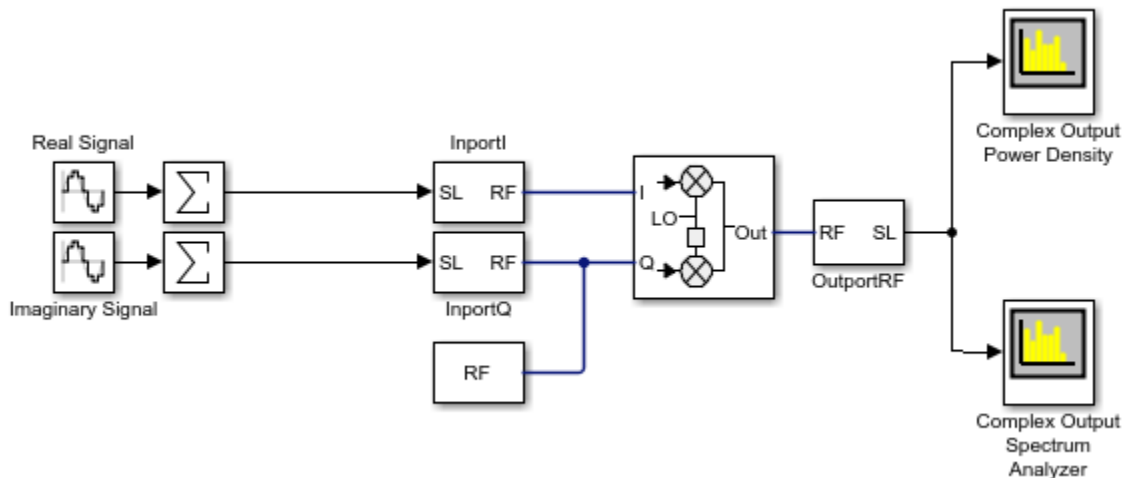 Real Signal
InportI
SL RF
Σ
Imaginary Signal
Σ
SL RF
InportQ
RF
I
LO
Q
Out
RF SL
OutportRF
Complex Output
Power Density
Complex Output
Spectrum
Analyzer